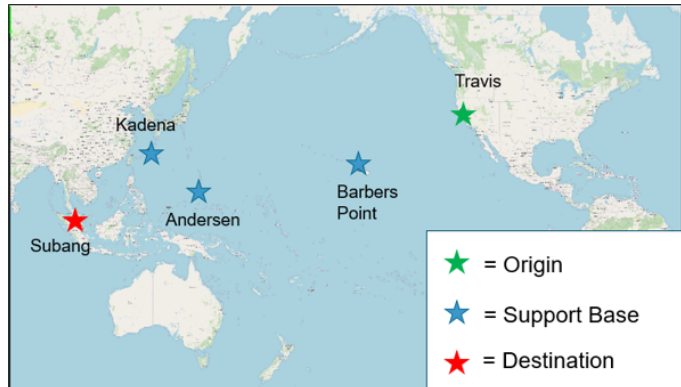 Travis
Kadena
Barbers
Point
Andersen
Subang
= Origin
= Support Base
= Destination